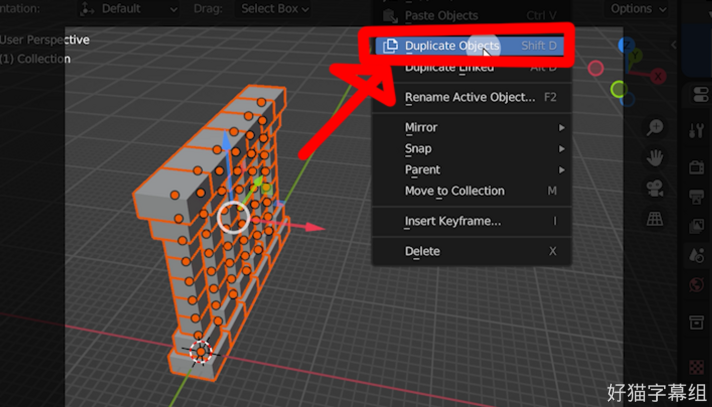 ntation: Default Drag: Select Box Options
User Perspective
(1) Collection
Paste Objects Ctrl V
Duplicate Objects Shift D
Duplicate Linked Alt D
Rename Active Object... F2
Mirror
Snap
Parent
Move to Collection M
Insert Keyframe... I
Delete X
X
好猫字幕组